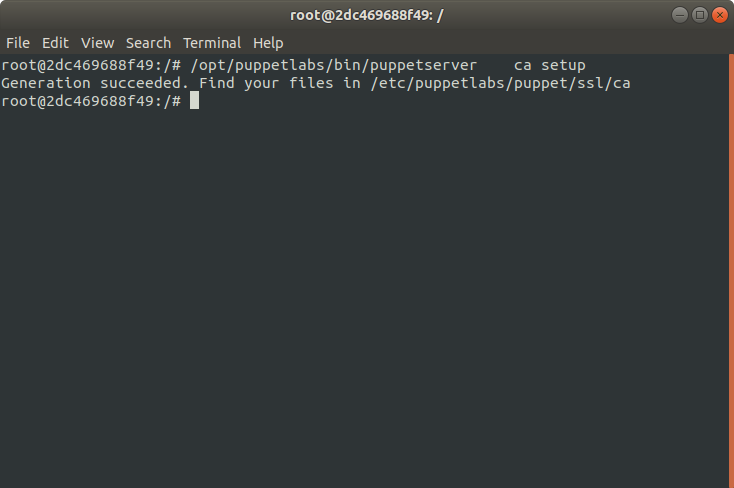 root@2dc469688f49: /
File Edit View Search Terminal Help
root@2dc469688f49:/# /opt/puppetlabs/bin/puppetserver    ca setup
Generation succeeded. Find your files in /etc/puppetlabs/puppet/ssl/ca
root@2dc469688f49:/#